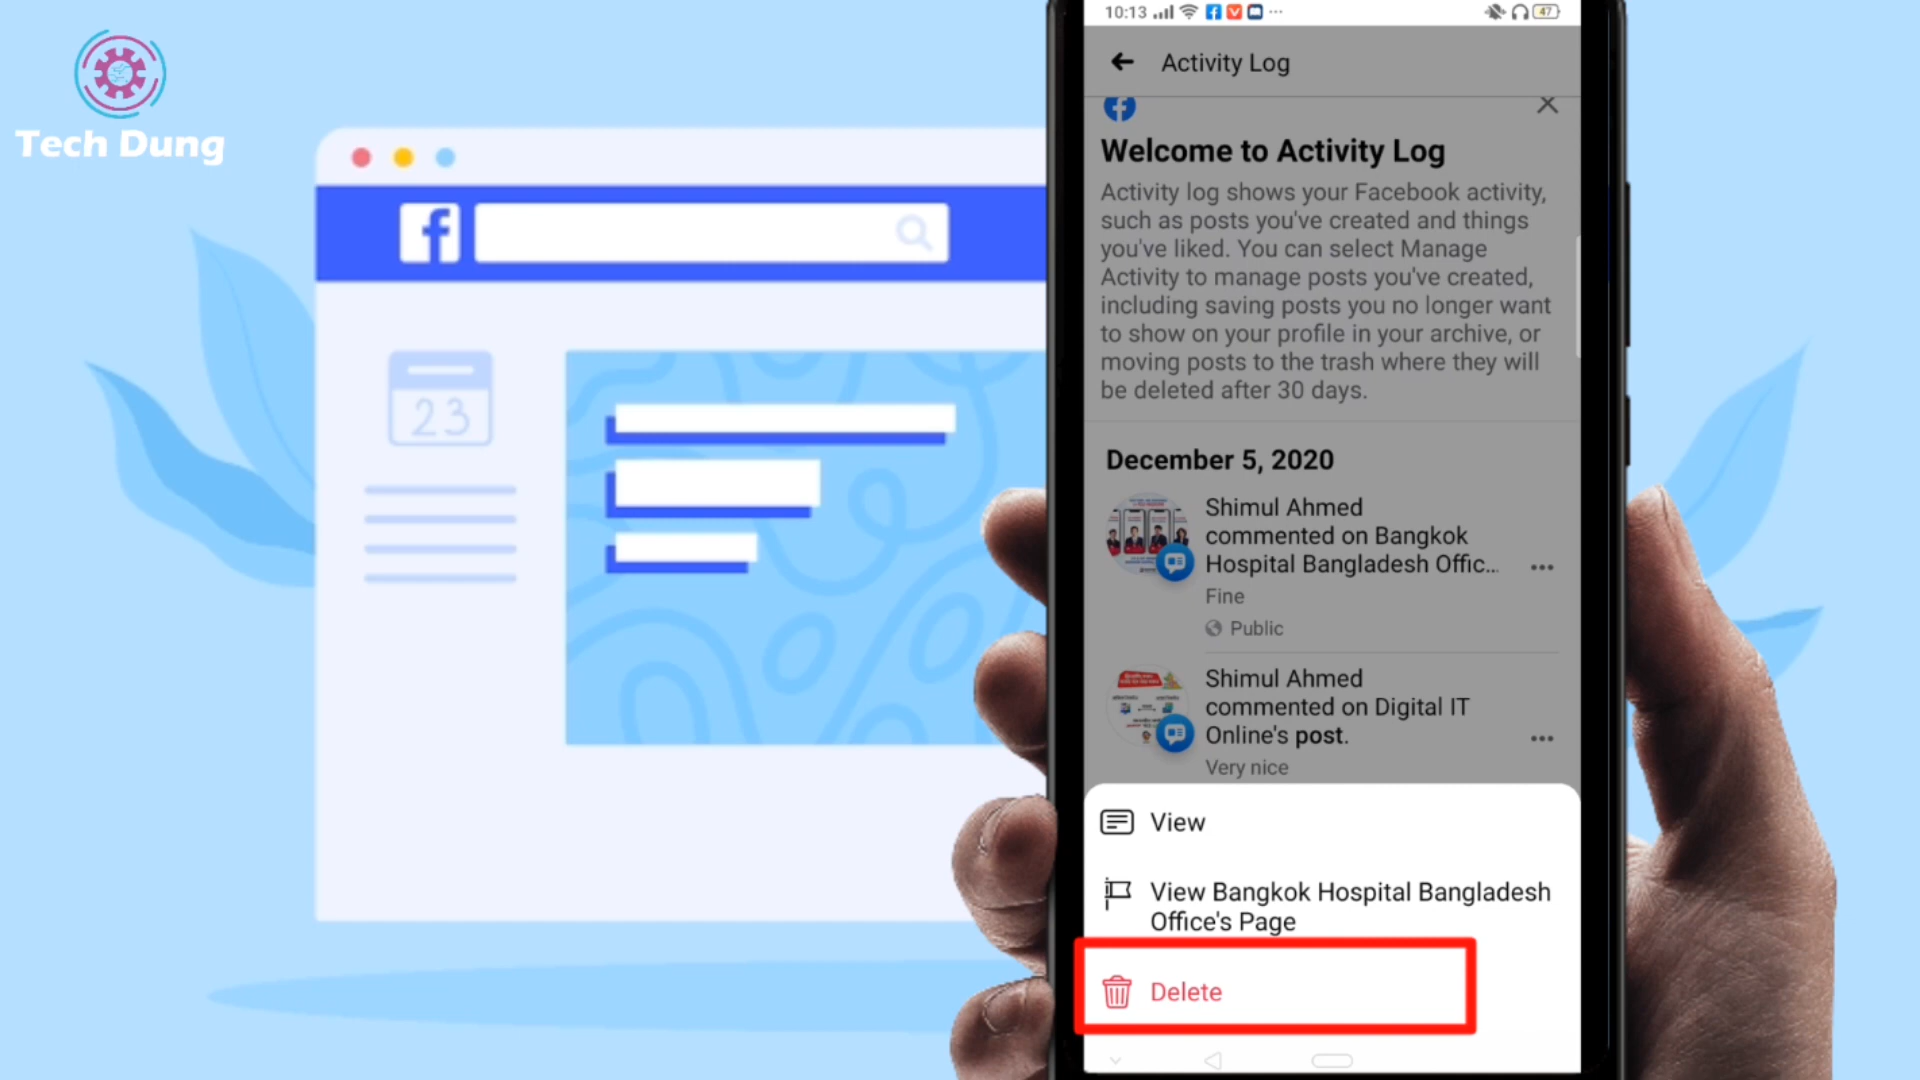 Tech Dung
23
10:13
47
Activity Log
Welcome to Activity Log
Activity log shows your Facebook activity,
such as posts you've created and things
you've liked. You can select Manage
Activity to manage posts you've created,
including saving posts you no longer want
to show on your profile in your archive, or
moving posts to the trash where they will
be deleted after 30 days.
December 5, 2020
Shimul Ahmed
commented on Bangkok
Hospital Bangladesh Offic...
Fine
Public
Shimul Ahmed
commented on Digital IT
Online's post.
Very nice
View
View Bangkok Hospital Bangladesh
Office's Page
Delete